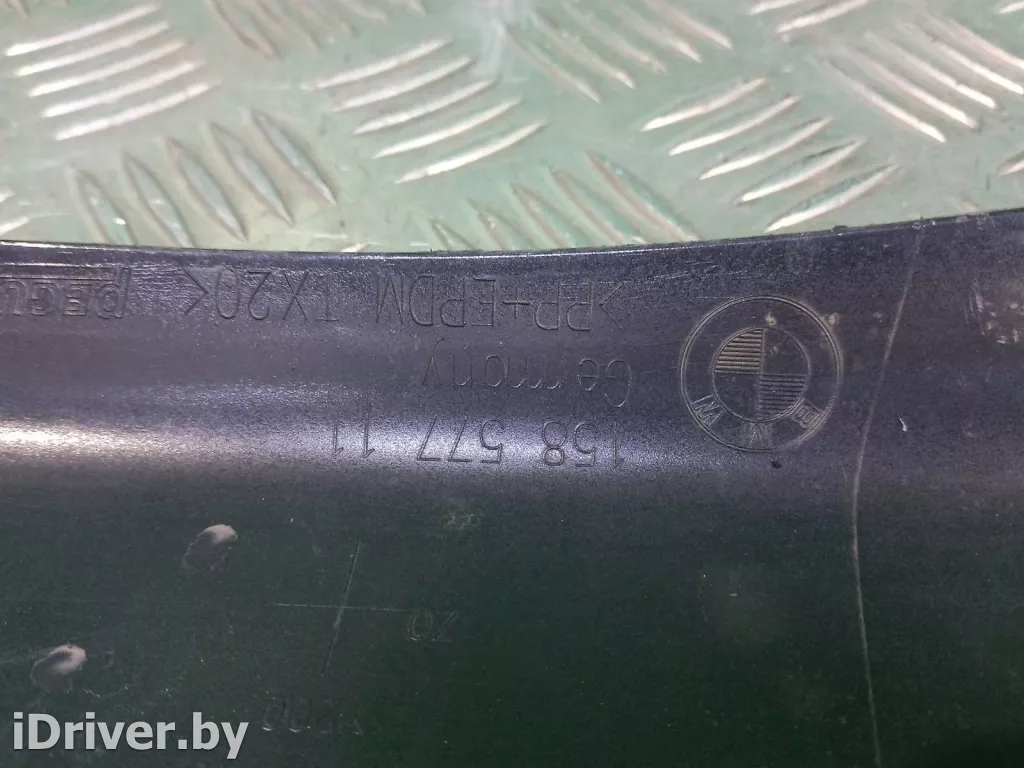 158 577 11
Germany
>PP+EPDM TX20<
BMW
iDriver.by